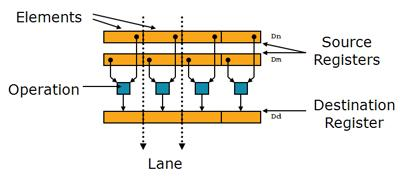 Elements
Dn
Source
Registers
Dm
Operation
Destination
Register
Dd
Lane